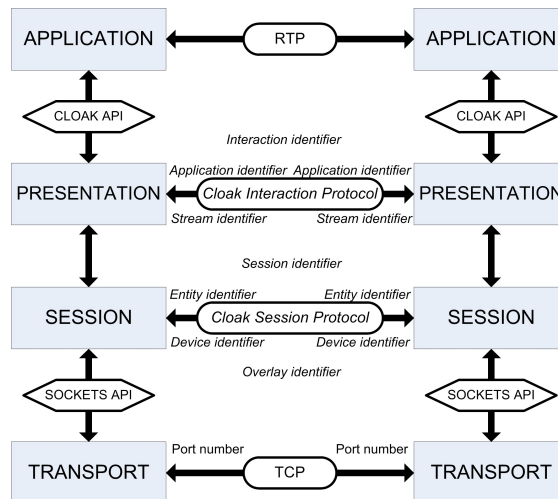 APPLICATION RTP APPLICATION
CLOAK API CLOAK API
Interaction identifier
Application identifier Application identifier
PRESENTATION Cloak Interaction Protocol PRESENTATION
Stream identifier Stream identifier
Session identifier
Entity identifier Entity identifier
SESSION Cloak Session Protocol SESSION
Device identifier Device identifier
Overlay identifier
SOCKETS API SOCKETS API
Port number Port number
TRANSPORT TCP TRANSPORT